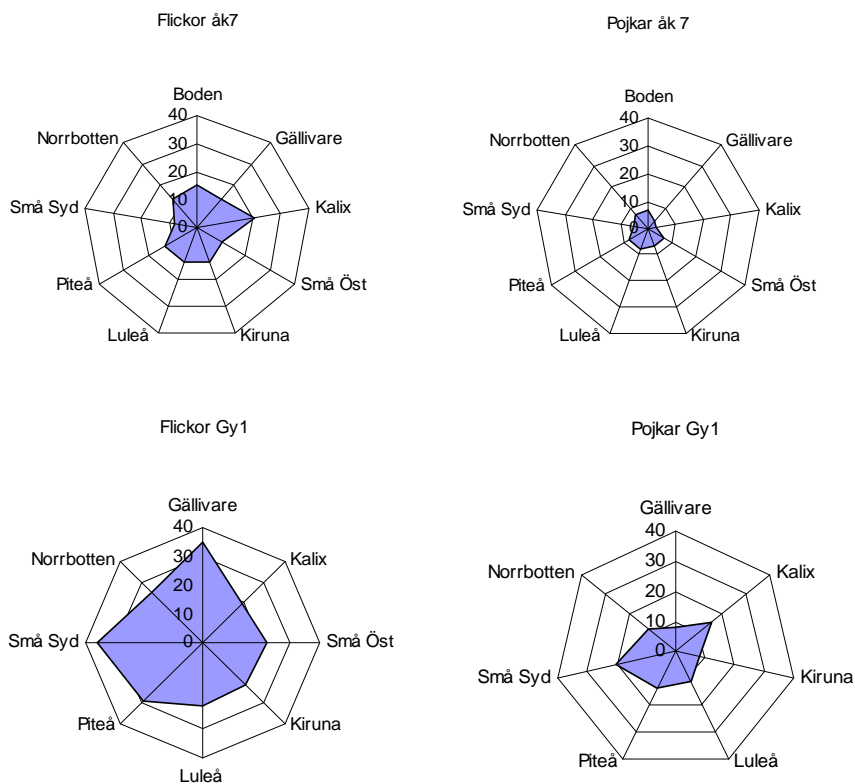 Flickor åk7
Boden
Gällivare
Kalix
Små Öst
Kiruna
Luleå
Piteå
Små Syd
Norrbotten
40
30
20
10
0
Pojkar åk 7
Boden
Gällivare
Kalix
Små Öst
Kiruna
Luleå
Piteå
Små Syd
Norrbotten
40
30
20
10
0
Flickor Gy1
Gällivare
Kalix
Små Öst
Kiruna
Luleå
Piteå
Små Syd
Norrbotten
40
30
20
10
0
Pojkar Gy1
Gällivare
Kalix
Kiruna
Luleå
Piteå
Små Syd
Norrbotten
40
30
20
10
0